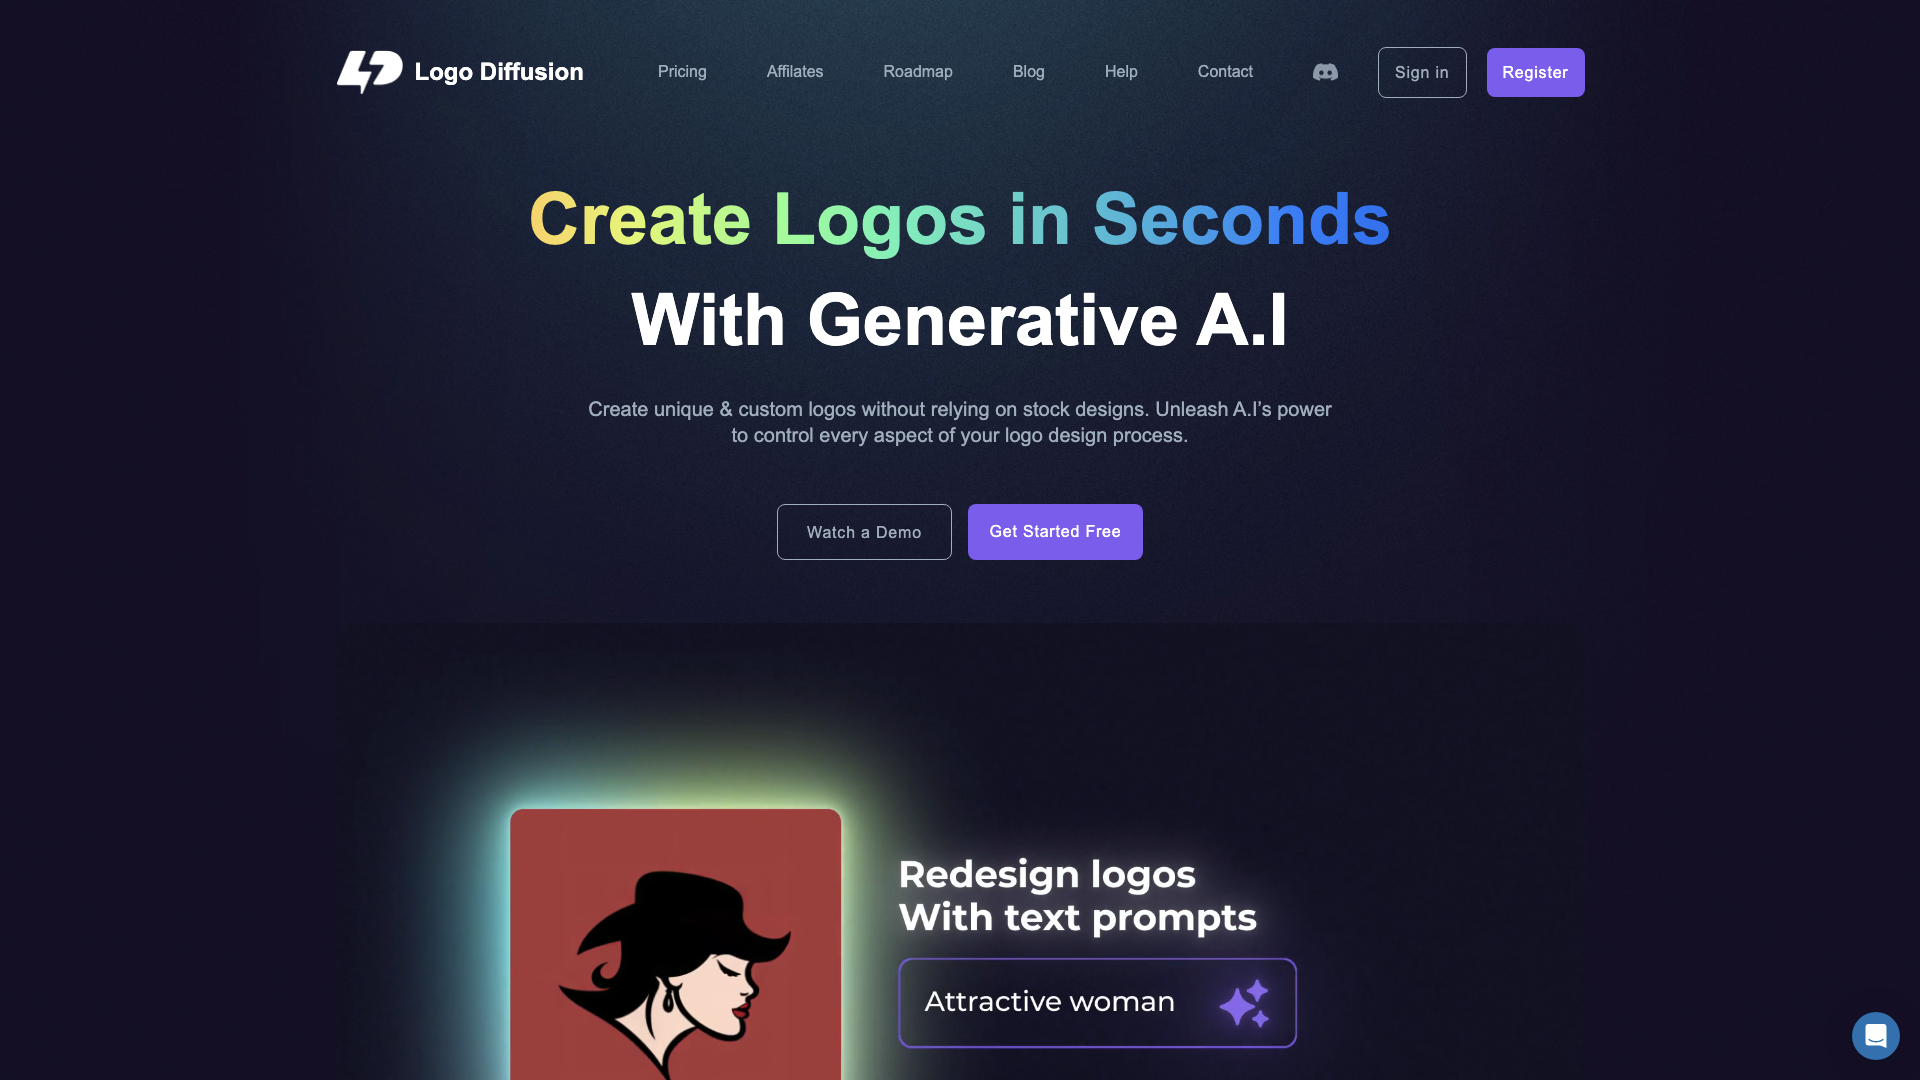 Logo Diffusion
Pricing
Affilates
Roadmap
Blog
Help
Contact
Sign in
Register
Create Logos in Seconds
With Generative A.I
Create unique & custom logos without relying on stock designs. Unleash A.I’s power
to control every aspect of your logo design process.
Watch a Demo
Get Started Free
Redesign logos
With text prompts
Attractive woman